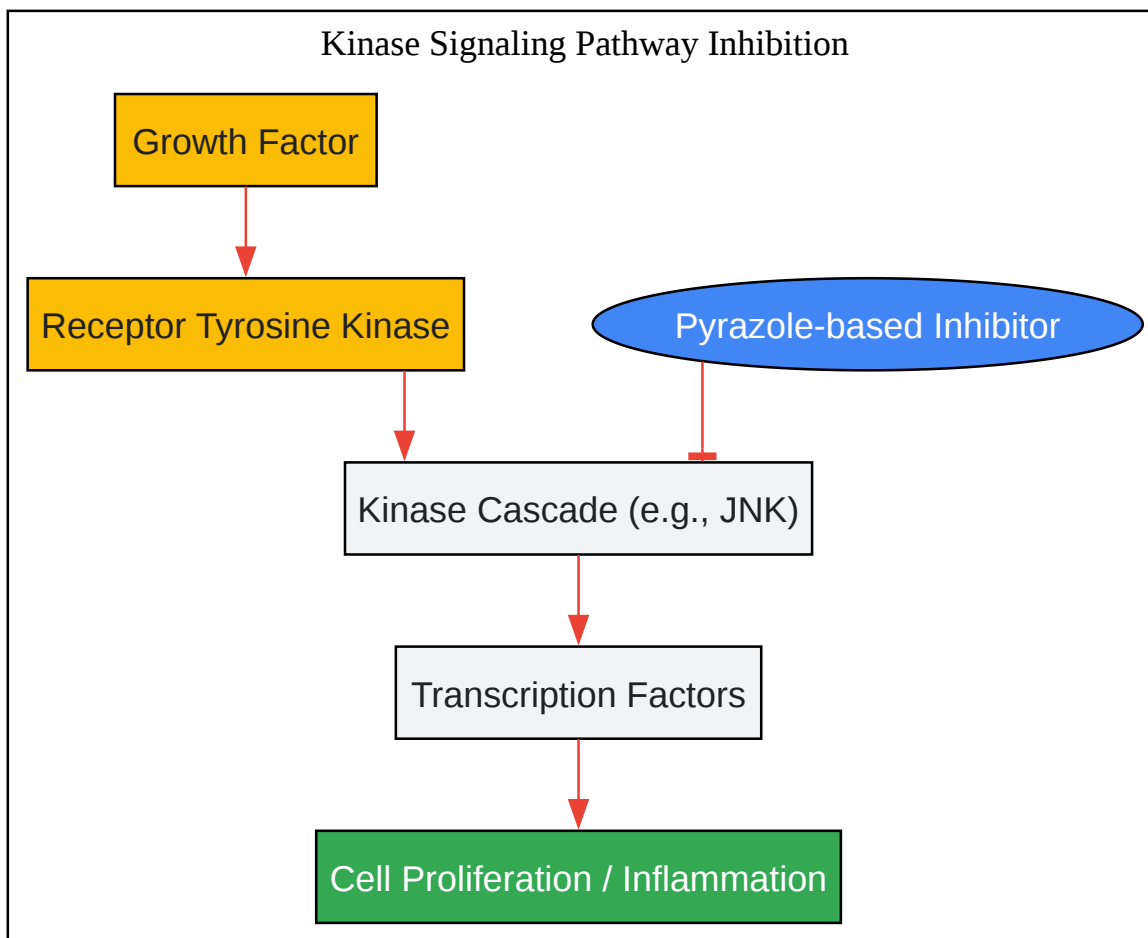 Kinase Signaling Pathway Inhibition
Growth Factor
Receptor Tyrosine Kinase
Pyrazole-based Inhibitor
Kinase Cascade (e.g., JNK)
Transcription Factors
Cell Proliferation / Inflammation